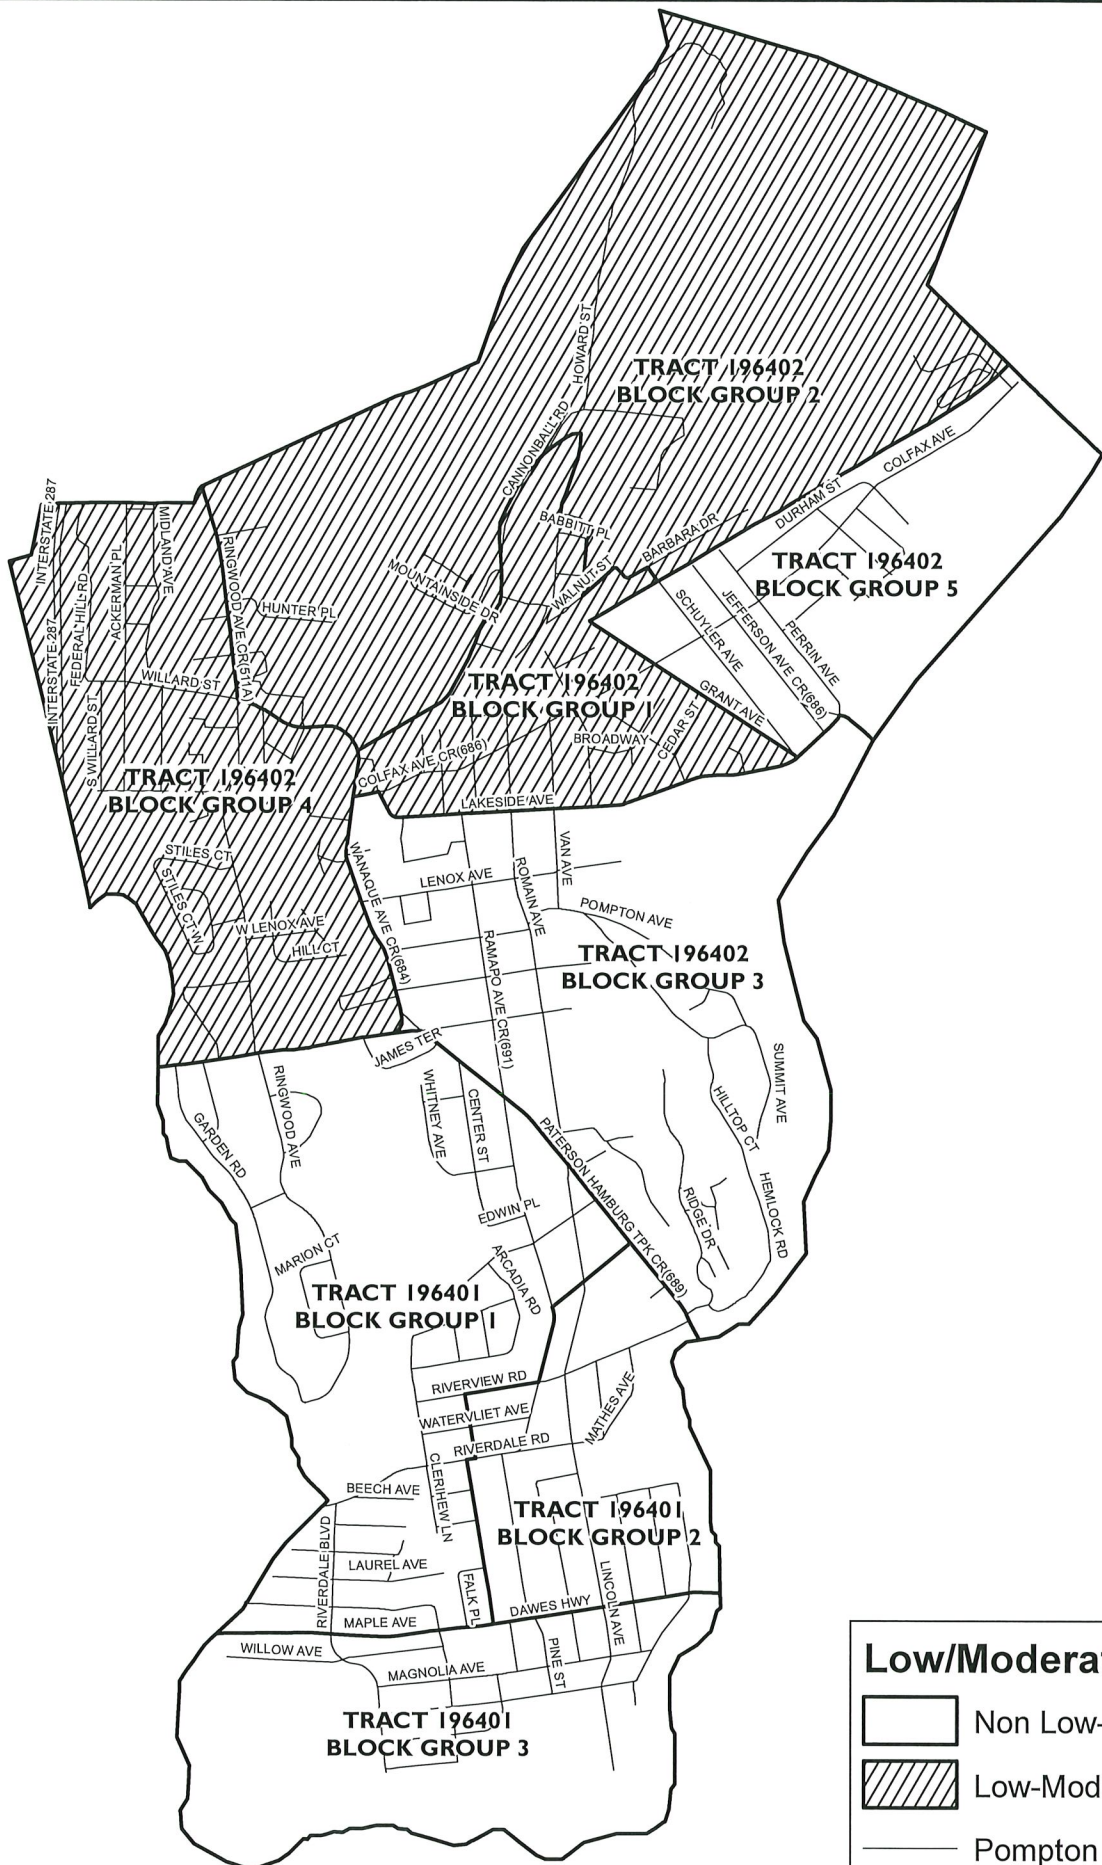 HOWARD ST
TRACT 196402
BLOCK GROUP 2
CANNONBALL RD
COLFAX AVE
INTERSTATE 287
MIDLAND AVE
RINGWOOD AVE CR(511A)
BABBITT PL
BARBARA DR
DURHAM ST
TRACT 196402
BLOCK GROUP 5
INTERSTATE 287
FEDERAL HILL RD
ACKERMAN PL
HUNTER PL
MOUNTAINSIDE DR
WALNUT ST
SCHUYLER AVE
JEFFERSON AVE CR(686)
PERRIN AVE
WILLARD ST
S WILLARD ST
TRACT 196402
BLOCK GROUP 1
GRANT AVE
BROADWAY
CEDAR ST
COLFAX AVE CR(686)
TRACT 196402
BLOCK GROUP 4
LAKESIDE AVE
STILES CT
STILES CT W
WANAQUE AVE CR(684)
LENOX AVE
ROMAIN AVE
VAN AVE
POMPTON AVE
W LENOX AVE
HILL CT
RAMAPO AVE CR(691)
TRACT 196402
BLOCK GROUP 3
JAMES TER
SUMMIT AVE
RINGWOOD AVE
WHITNEY AVE
CENTER ST
HILLTOP CT
GARDEN RD
PATERSON HAMBURG TPK CR(689)
HEMLOCK RD
EDWIN PL
RIDGE DR
MARION CT
ARCADIA RD
TRACT 196401
BLOCK GROUP 1
RIVERVIEW RD
WATERVLIET AVE
MATHES AVE
RIVERDALE RD
CLERIHEW LN
BEECH AVE
TRACT 196401
BLOCK GROUP 2
RIVERDALE BLVD
LAUREL AVE
FALK PL
LINCOLN AVE
DAWES HWY
MAPLE AVE
WILLOW AVE
PINE ST
MAGNOLIA AVE
TRACT 196401
BLOCK GROUP 3
Low/Modera
Non Low-
Low-Mod
Pompton